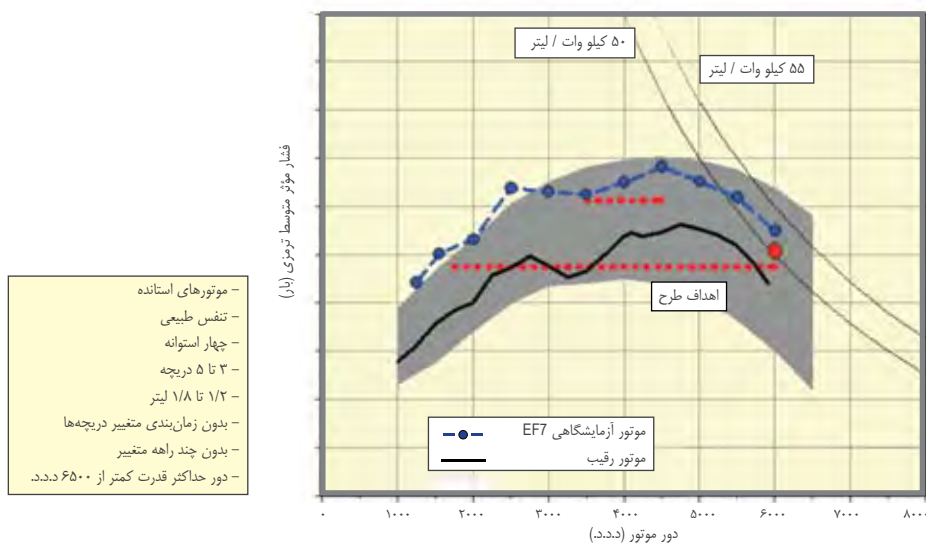 ۵۰ کیلو وات / لیتر
۵۵ کیلو وات / لیتر
فشار مؤثر متوسط ترمزی (بار)
اهداف طرح
موتور آزمایشگاهی EF7
موتور رقیب
۰ ۱۰۰۰ ۲۰۰۰ ۳۰۰۰ ۴۰۰۰ ۵۰۰۰ ۶۰۰۰ ۷۰۰۰ ۸۰۰۰
دور موتور (د.د.د.)
- موتورهای استانده
- تنفس طبیعی
- چهار استوانه
- ۳ تا ۵ دریچه
- ۱/۲ تا ۱/۸ لیتر
- بدون زمان‌بندی متغییر دریچه‌ها
- بدون چند راهه متغییر
- دور حداکثر قدرت کمتر از ۶۵۰۰ د.د.د.